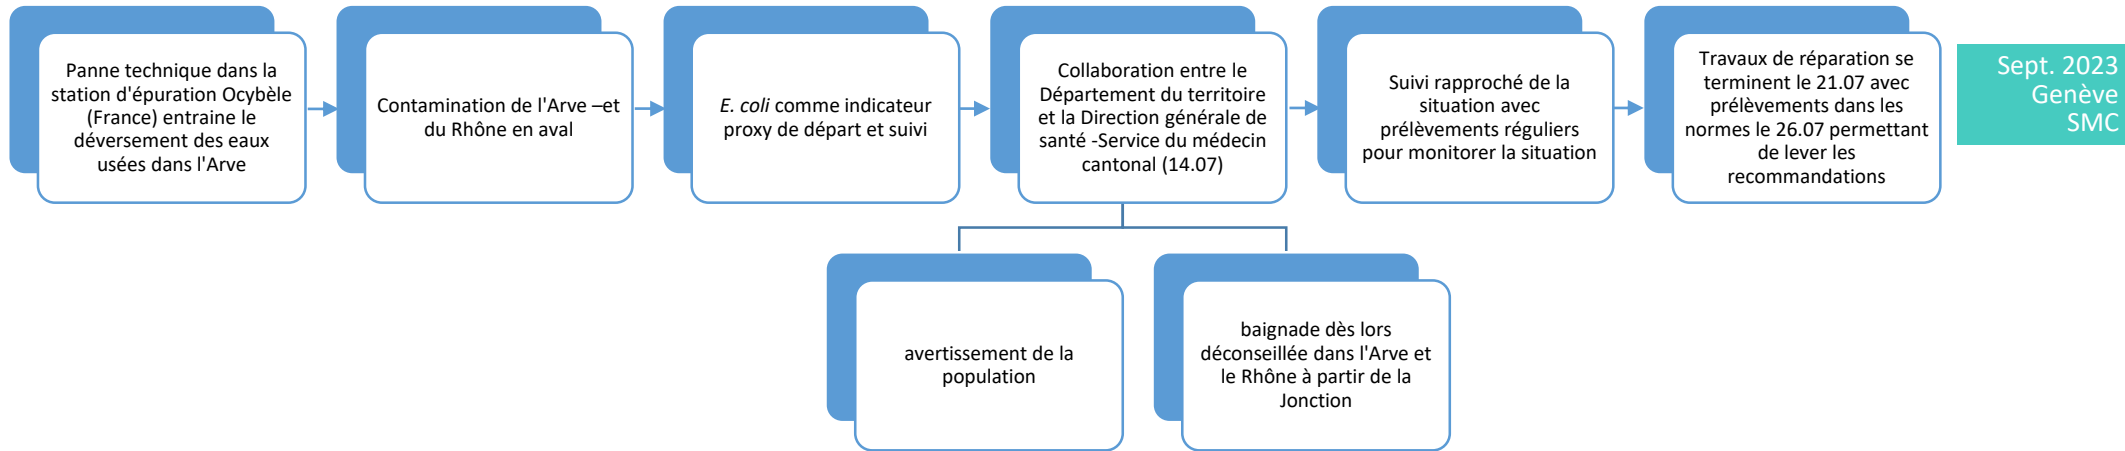 Panne technique dans la
station d'épuration Ocybèle
(France) entraine le
déversement des eaux
usées dans l'Arve
Contamination de l'Arve –et
du Rhône en aval
E. coli comme indicateur
proxy de départ et suivi
Collaboration entre le
Département du territoire
et la Direction générale de
santé -Service du médecin
cantonal (14.07)
Suivi rapproché de la
situation avec
prélèvements réguliers
pour monitorer la situation
Travaux de réparation se
terminent le 21.07 avec
prélèvements dans les
normes le 26.07 permettant
de lever les
recommandations
Sept. 2023
Genève
SMC
avertissement de la
population
baignade dès lors
déconseillée dans l'Arve et
le Rhône à partir de la
Jonction